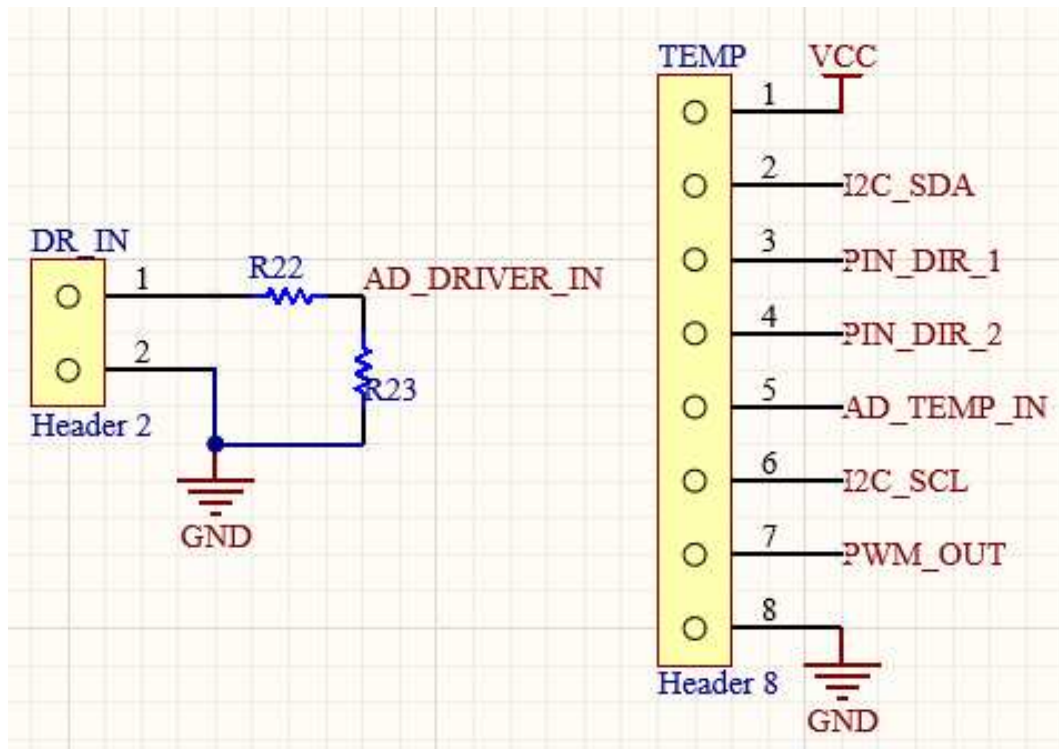 DR_IN
1
R22
AD_DRIVER_IN
2
R23
Header 2
GND
TEMP
VCC
1
2
I2C_SDA
3
PIN_DIR_1
4
PIN_DIR_2
5
AD_TEMP_IN
6
I2C_SCL
7
PWM_OUT
8
Header 8
GND